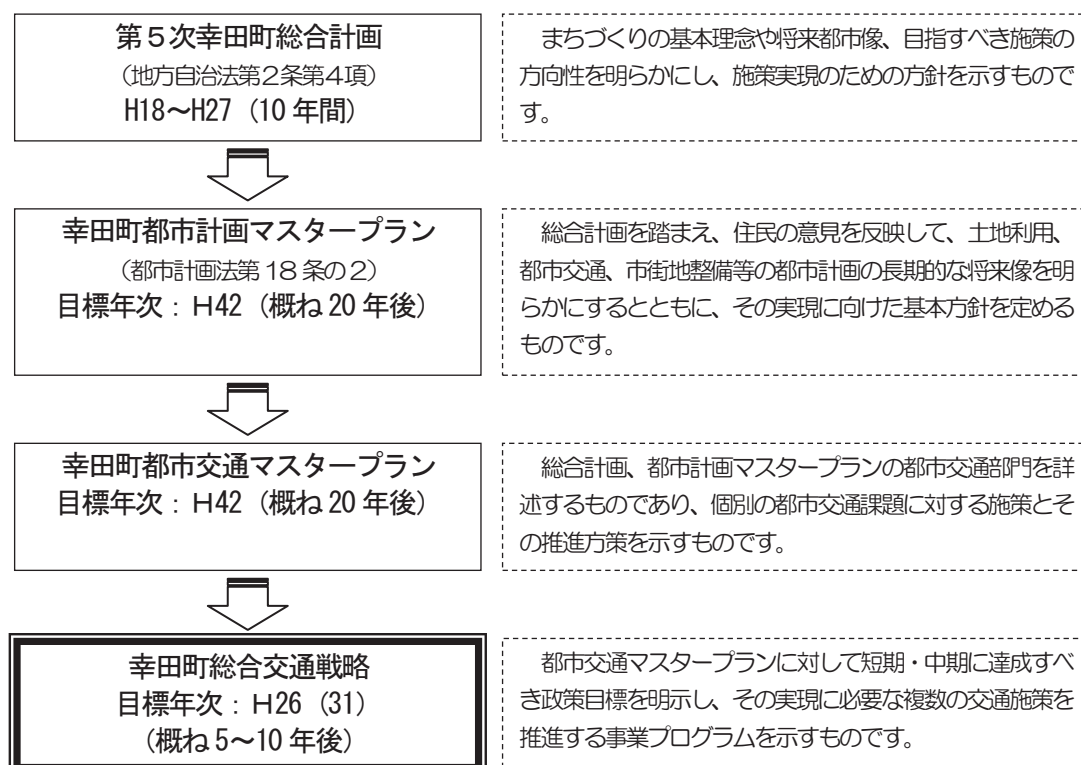 第５次幸田町総合計画
（地方自治法第２条第４項）
H18～H27（10 年間）
まちづくりの基本理念や将来都市像、目指すべき施策の
方向性を明らかにし、施策実現のための方針を示すもので
す。
幸田町都市計画マスタープラン
（都市計画法第 18 条の２）
目標年次：Ｈ42（概ね 20 年後）
総合計画を踏まえ、住民の意見を反映して、土地利用、
都市交通、市街地整備等の都市計画の長期的な将来像を明
らかにするとともに、その実現に向けた基本方針を定める
ものです。
幸田町都市交通マスタープラン
目標年次：Ｈ42（概ね 20 年後）
総合計画、都市計画マスタープランの都市交通部門を詳
述するものであり、個別の都市交通課題に対する施策とそ
の推進方策を示すものです。
幸田町総合交通戦略
目標年次：Ｈ26（31）
（概ね 5～10 年後）
都市交通マスタープランに対して短期・中期に達成すべ
き政策目標を明示し、その実現に必要な複数の交通施策を
推進する事業プログラムを示すものです。